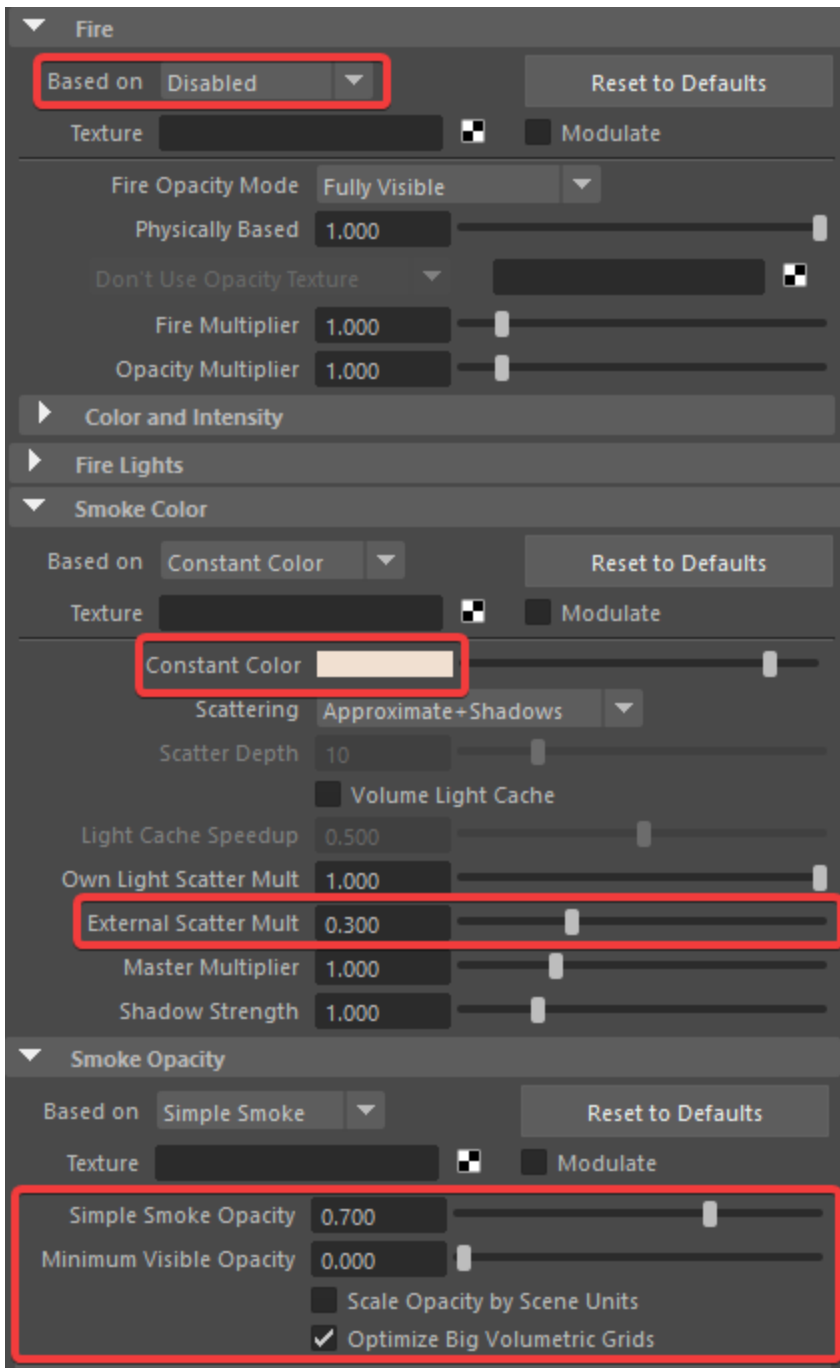 Fire
Based on Disabled Reset to Defaults
Texture Modulate
Fire Opacity Mode Fully Visible
Physically Based 1.000
Don't Use Opacity Texture
Fire Multiplier 1.000
Opacity Multiplier 1.000
Color and Intensity
Fire Lights
Smoke Color
Based on Constant Color Reset to Defaults
Texture Modulate
Constant Color
Scattering Approximate+Shadows
Scatter Depth 10
Volume Light Cache
Light Cache Speedup 0.500
Own Light Scatter Mult 1.000
External Scatter Mult 0.300
Master Multiplier 1.000
Shadow Strength 1.000
Smoke Opacity
Based on Simple Smoke Reset to Defaults
Texture Modulate
Simple Smoke Opacity 0.700
Minimum Visible Opacity 0.000
Scale Opacity by Scene Units
Optimize Big Volumetric Grids